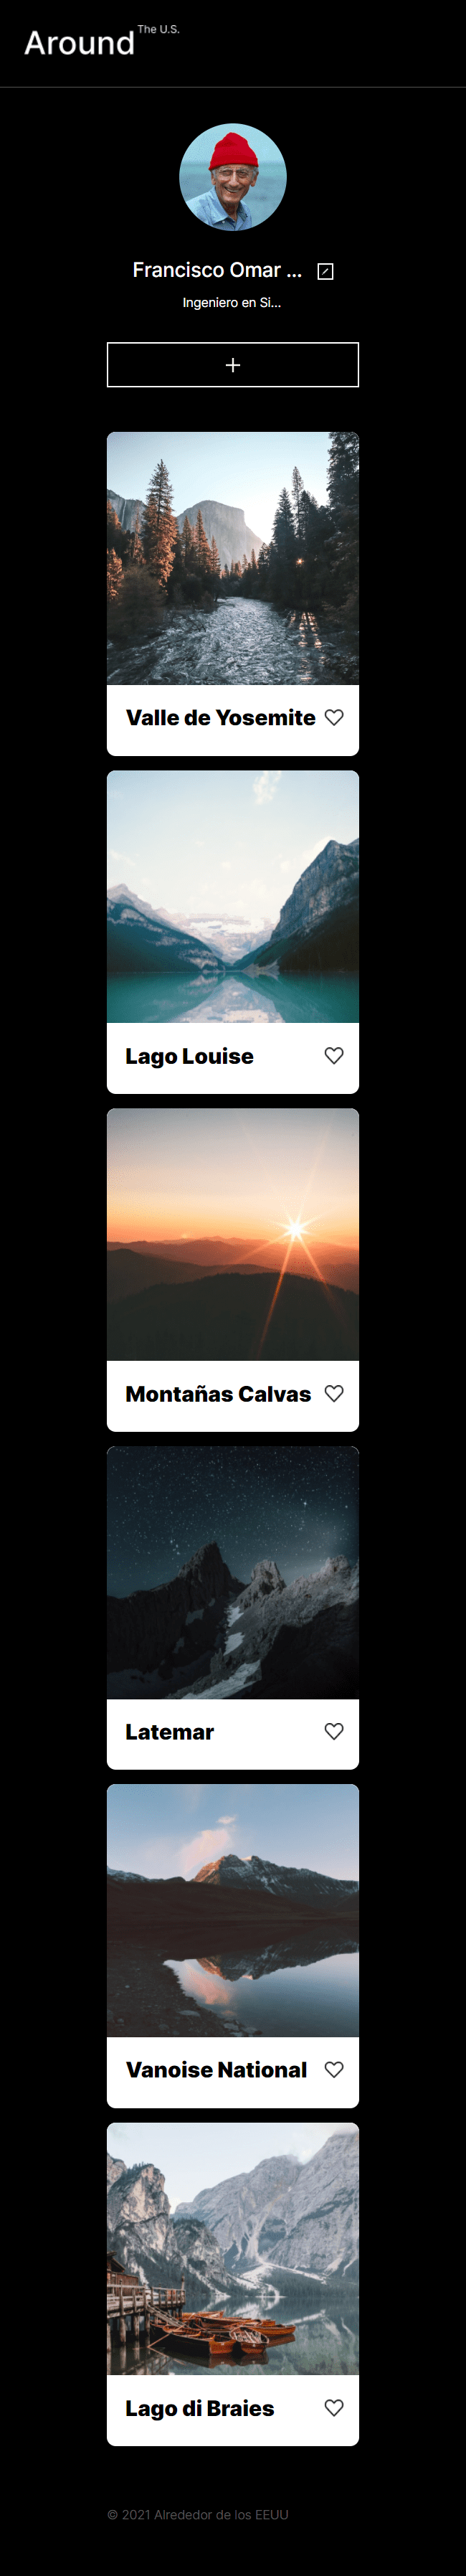 Around The U.S.
Francisco Omar ...
Ingeniero en Si...
Valle de Yosemite
Lago Louise
Montañas Calvas
Latemar
Vanoise National
Lago di Braies
© 2021 Alrededor de los EEUU